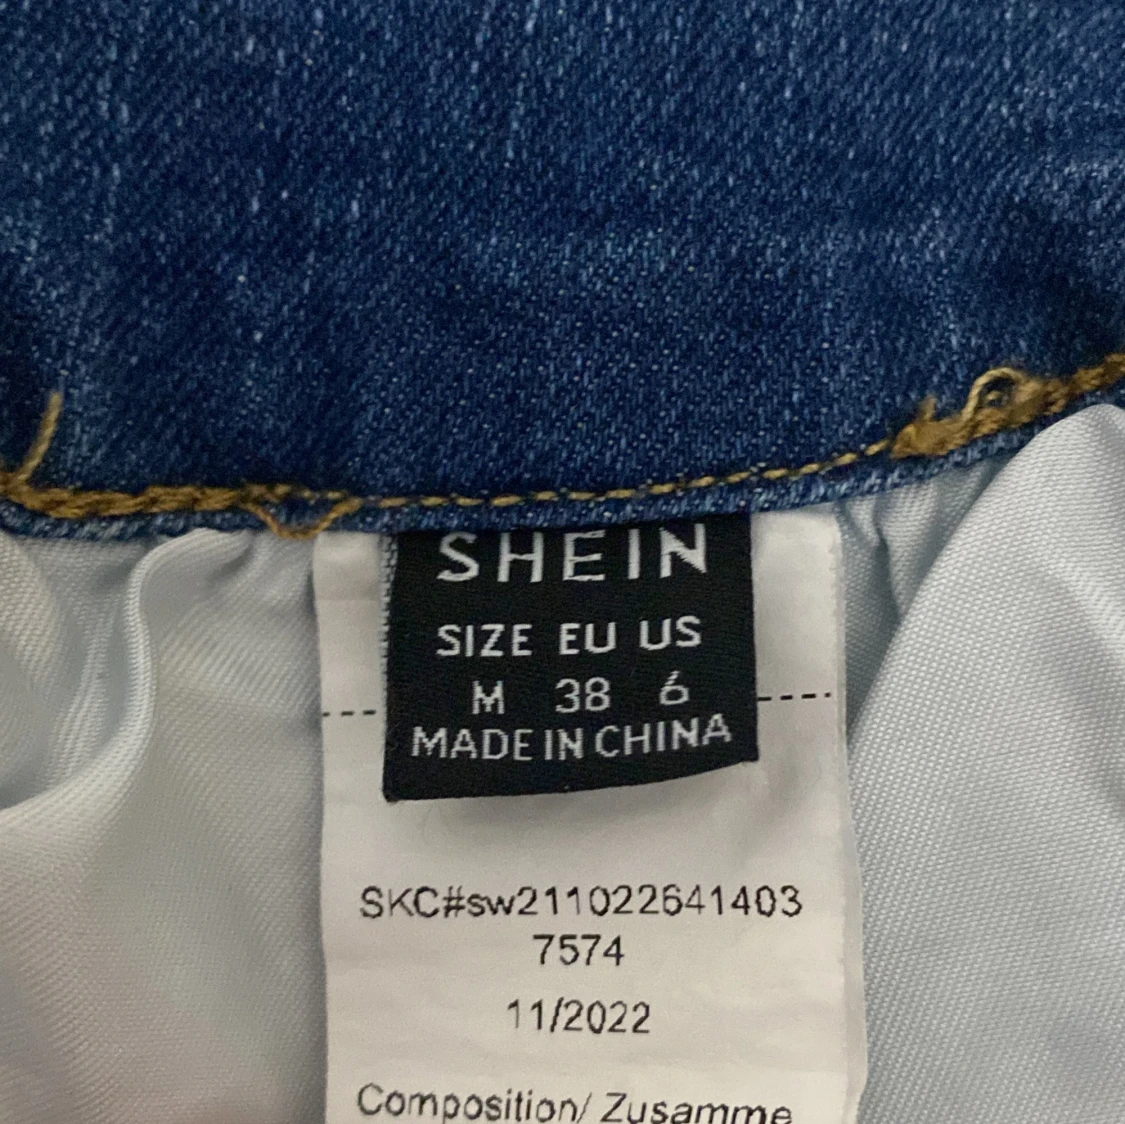 SHEIN
SIZE EU US
M 38 6
MADE IN CHINA
SKC#sw211022641403
7574
11/2022
Composition/ Zusamme